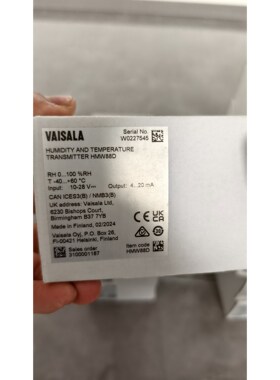 VAISALA
Serial No.
W0227545
HUMIDITY AND TEMPERATURE
TRANSMITTER HMW88D
RH 0...100 %RH
T -40...+60 °C
Input: 10-28 V⎓ Output: 4...20 mA
CAN ICES3(B) / NMB3(B)
UK address: Vaisala Ltd,
6230 Bishops Court,
Birmingham B37 7YB
Made in Finland, 02/2024
Vaisala Oyj, P.O. Box 26,
FI-00421 Helsinki, Finland
Sales order
3100001187
Item code
HMW88D